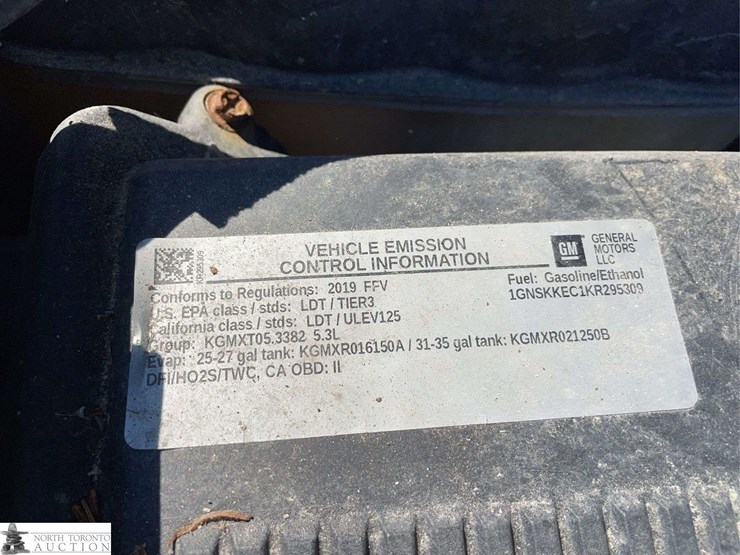 VEHICLE EMISSION
CONTROL INFORMATION
GM
GENERAL
MOTORS
LLC
KR295309
Conforms to Regulations: 2019 FFV
Fuel: Gasoline/Ethanol
U.S. EPA class / stds: LDT / TIER3
1GNSKKEC1KR295309
California class / stds: LDT / ULEV125
Group: KGMXT05.3382 5.3L
Evap: 25-27 gal tank: KGMXR016150A / 31-35 gal tank: KGMXR021250B
DFI/HO2S/TWC, CA OBD: II
NORTH TORONTO
AUCTION